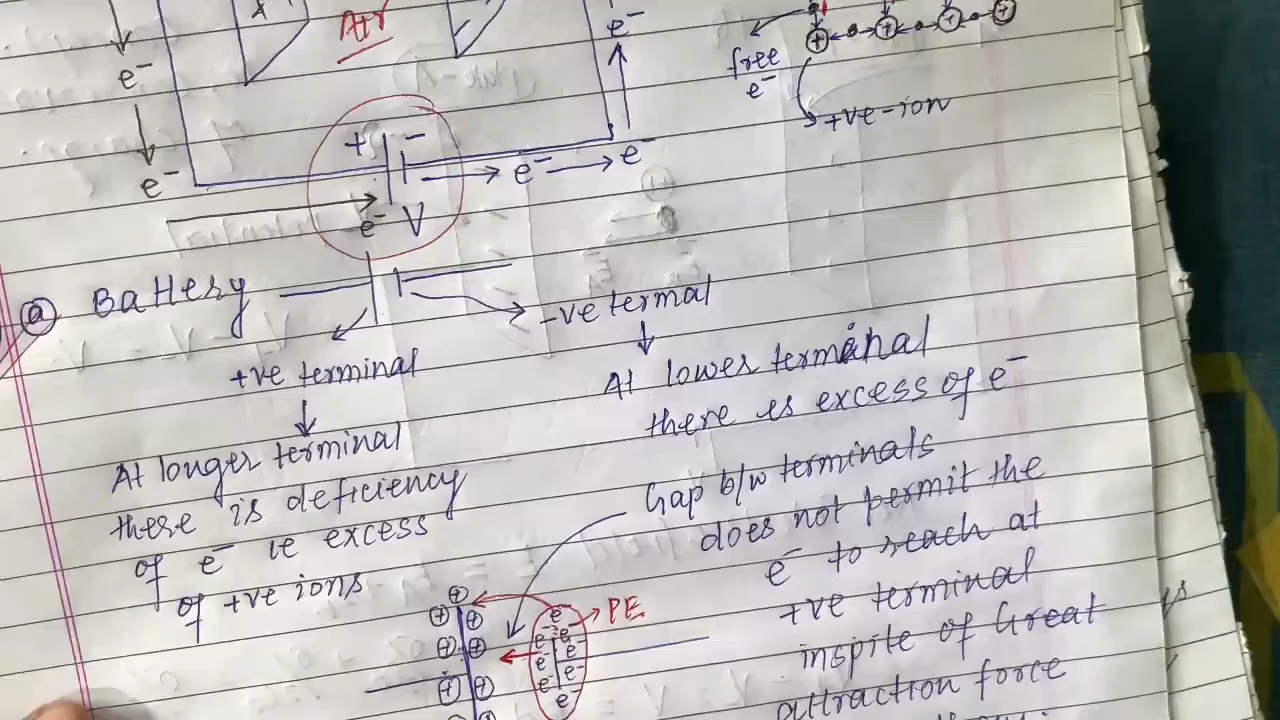 Air
e⁻
e⁻
free
e⁻
+ve-ion
e⁻
+ -
e⁻
e⁻
e⁻ V
ⓐ Battery
-ve termal
+ve terminal
At lower terminal
there is excess of e⁻
At longer terminal
there is deficiency
of e⁻ ie excess
of +ve ions
Gap b/w terminals
does not permit the
e⁻ to reach at
+ve terminal
inspite of Great
attraction force
PE
⊕ ⊕ ⊕
⊕ ⊕
⊕ ⊕
e⁻
e⁻ e⁻
e⁻ e⁻
e⁻ e⁻
e⁻